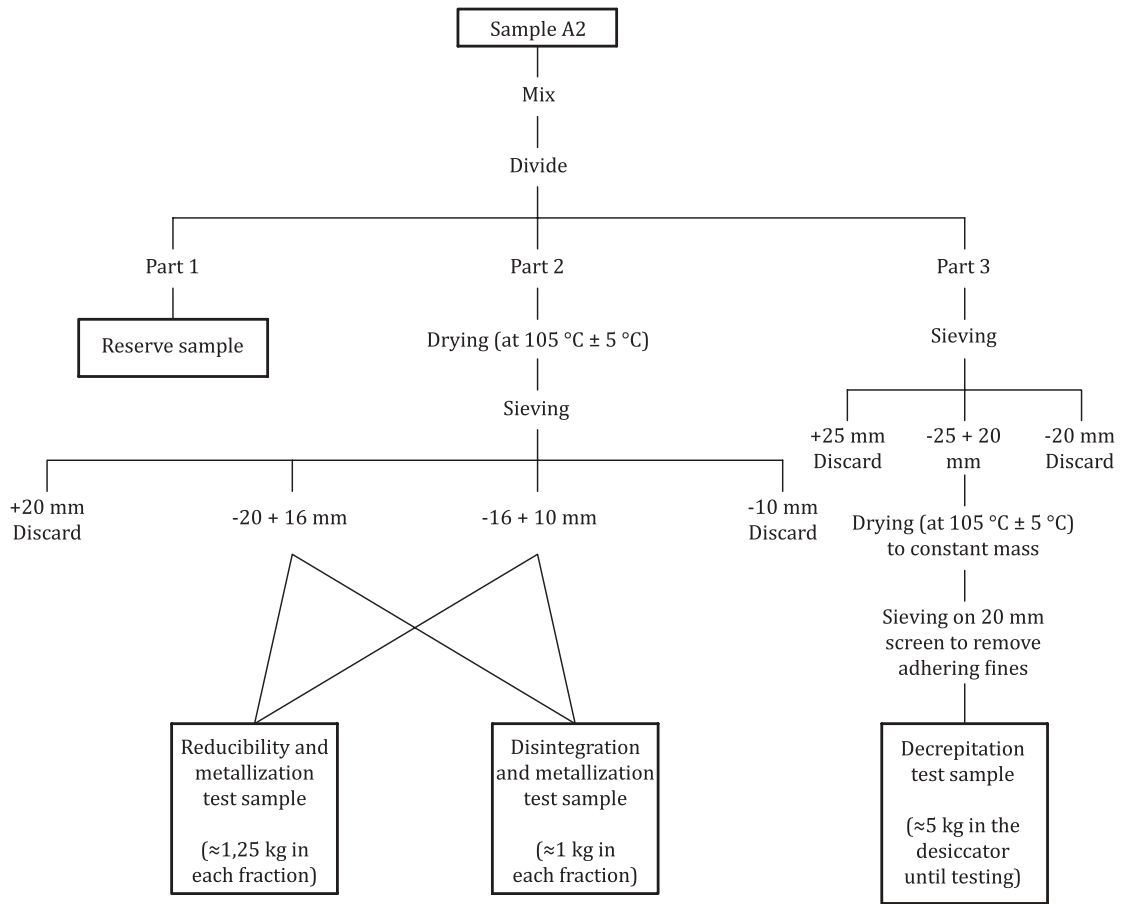 Sample A2
Mix
Divide
Part 1
Part 2
Part 3
Reserve sample
Drying (at 105 °C ± 5 °C)
Sieving
Sieving
+25 mm
Discard
-25 + 20
mm
-20 mm
Discard
+20 mm
Discard
-20 + 16 mm
-16 + 10 mm
-10 mm
Discard
Drying (at 105 °C ± 5 °C)
to constant mass
Sieving on 20 mm
screen to remove
adhering fines
Reducibility and
metallization
test sample
(≈1,25 kg in
each fraction)
Disintegration
and metallization
test sample
(≈1 kg in
each fraction)
Decrepitation
test sample
(≈5 kg in the
desiccator
until testing)